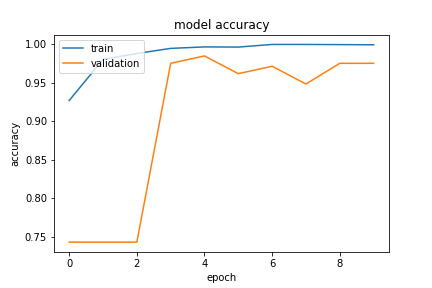 model accuracy
train
validation
1.00
0.95
0.90
0.85
0.80
0.75
accuracy
0 2 4 6 8
epoch